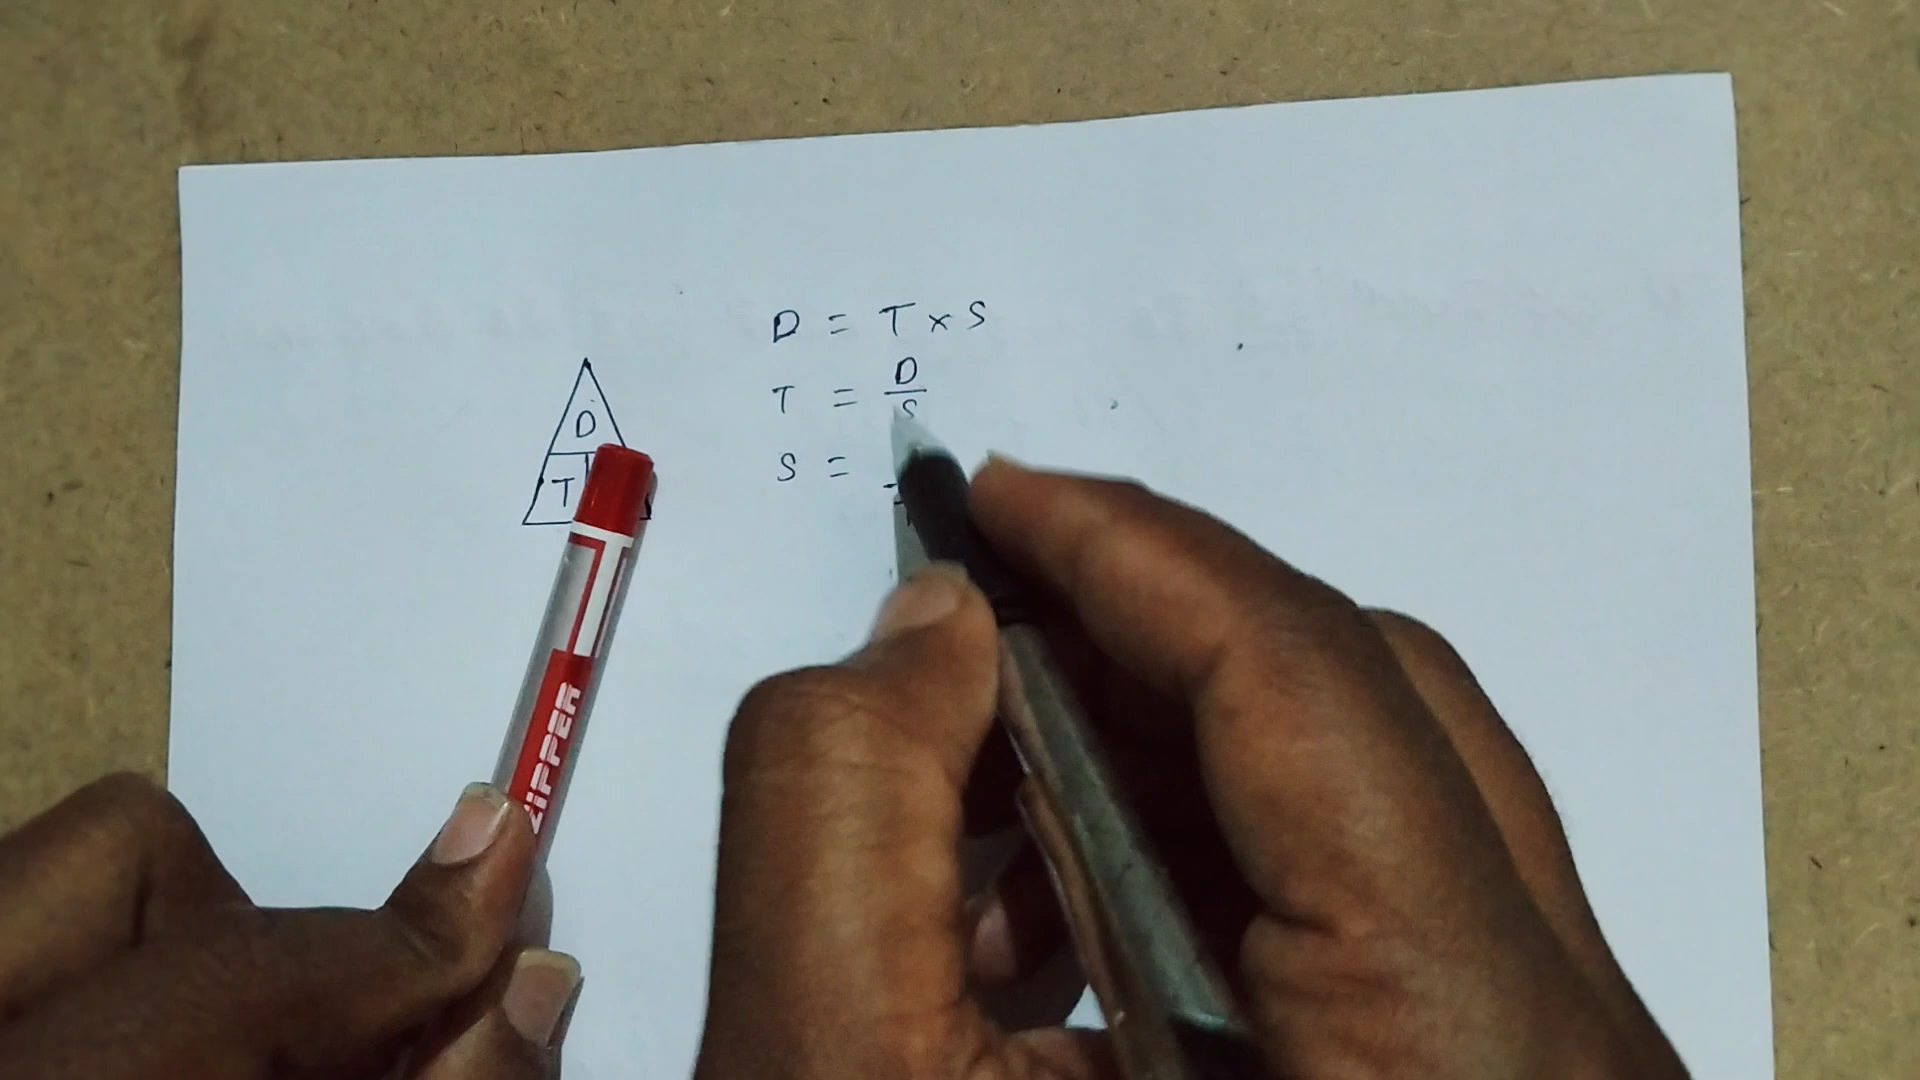 D = T x S
T = D/S
S =
D
T
ZIPPER